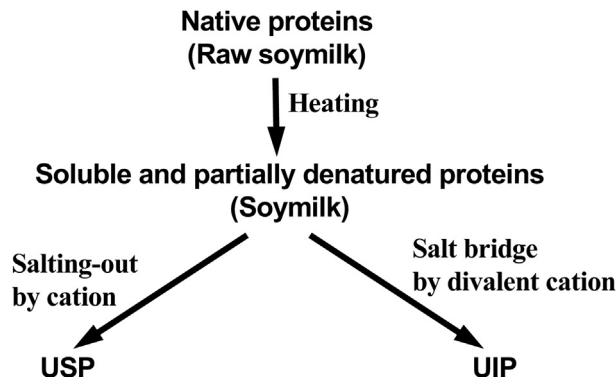 Native proteins
(Raw soymilk)
Heating
Soluble and partially denatured proteins
(Soymilk)
Salting-out
by cation
Salt bridge
by divalent cation
USP
UIP